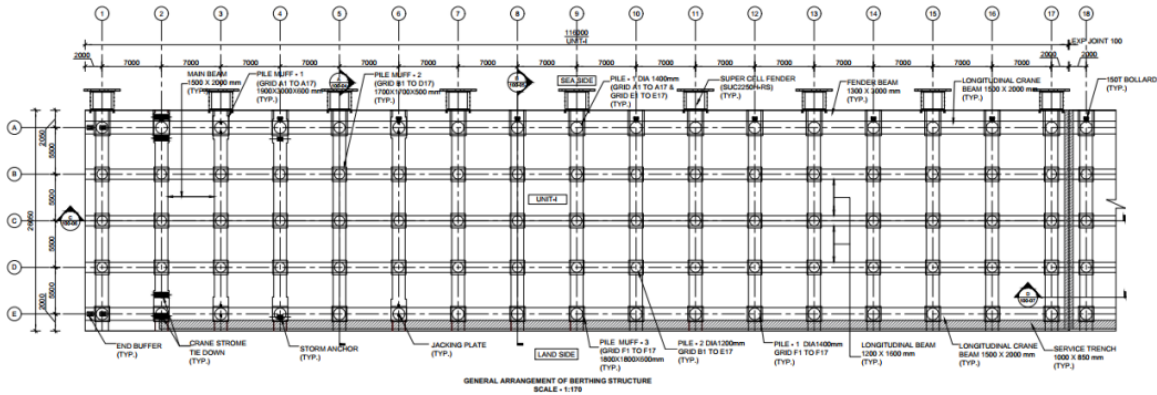 1 2 3 4 5 6 7 8 9 10 11 12 13 14 15 16 17 18
116000
UNIT-I
EXP JOINT 100
2000 7000 7000 7000 7000 7000 7000 7000 7000 7000 7000 7000 7000 7000 7000 7000 7000 2000 2000
MAIN BEAM
1500 X 2000 mm
(TYP.)
PILE MUFF - 1
(GRID A1 TO A17)
1900X3000X600 mm
(TYP.)
PILE MUFF - 2
(GRID B1 TO D17)
1700X1700X500 mm
(TYP.)
SEA SIDE
PILE - 1 DIA 1400mm
(GRID A1 TO A17 &
GRID E1 TO E17)
(TYP.)
SUPER CELL FENDER
(SUC2250H-RS)
(TYP.)
FENDER BEAM
1300 X 3000 mm
(TYP.)
LONGITUDINAL CRANE
BEAM 1500 X 2000 mm
(TYP.)
150T BOLLARD
(TYP.)
A
B
C
D
E
2050
5500
5500
5500
5500
2000
UNIT-I
END BUFFER
(TYP.)
CRANE STROME
TIE DOWN
(TYP.)
STORM ANCHOR
(TYP.)
JACKING PLATE
(TYP.)
LAND SIDE
PILE MUFF - 3
(GRID F1 TO F17
1800X1800X600mm
(TYP.)
PILE - 2 DIA1200mm
GRID B1 TO E17
(TYP.)
PILE - 1 DIA1400mm
GRID F1 TO F17
(TYP.)
LONGITUDINAL BEAM
1200 X 1600 mm
(TYP.)
LONGITUDINAL CRANE
BEAM 1500 X 2000 mm
(TYP.)
SERVICE TRENCH
1000 X 850 mm
(TYP.)
GENERAL ARRANGEMENT OF BERTHING STRUCTURE
SCALE - 1:170